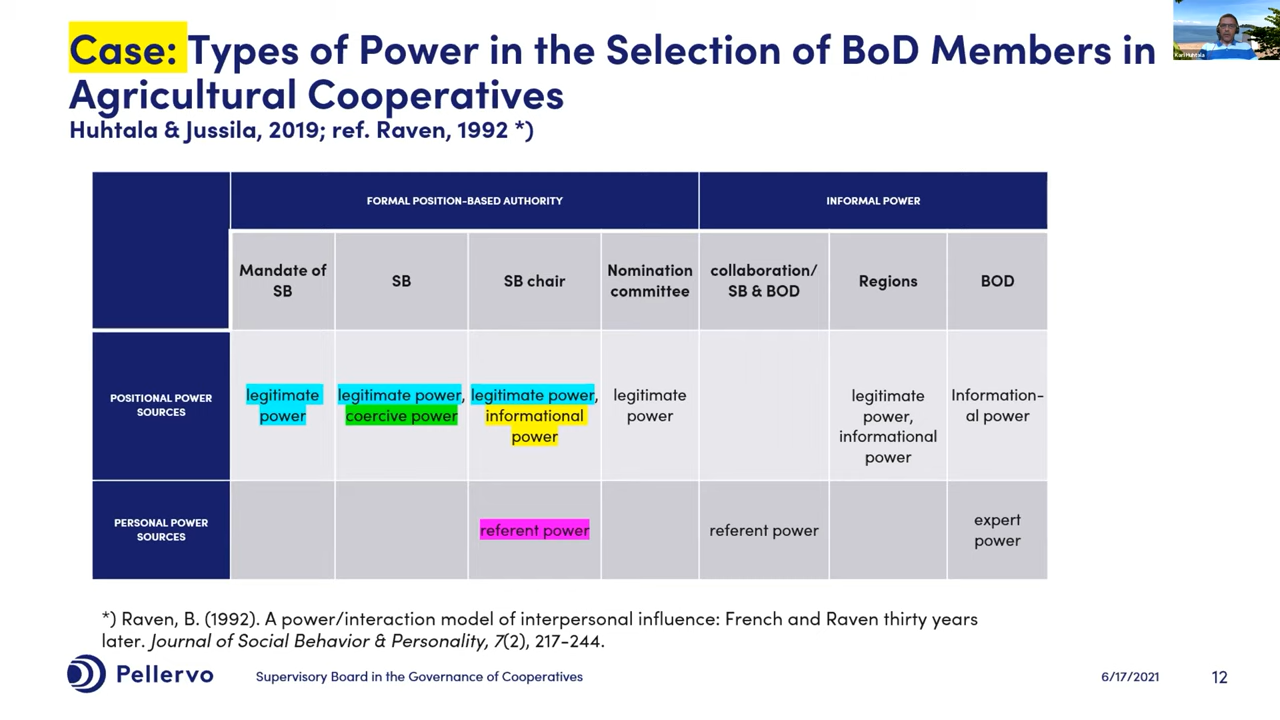 Case: Types of Power in the Selection of BoD Members in
Agricultural Cooperatives
Huhtala & Jussila, 2019; ref. Raven, 1992 *)
Kari Huhtala
FORMAL POSITION-BASED AUTHORITY
INFORMAL POWER
Mandate of
SB
SB
SB chair
Nomination
committee
collaboration/
SB & BOD
Regions
BOD
POSITIONAL POWER
SOURCES
legitimate
power
legitimate power,
coercive power
legitimate power,
informational
power
legitimate
power
legitimate
power,
informational
power
Information-
al power
PERSONAL POWER
SOURCES
referent power
referent power
expert
power
*) Raven, B. (1992). A power/interaction model of interpersonal influence: French and Raven thirty years
later. Journal of Social Behavior & Personality, 7(2), 217-244.
Pellervo
Supervisory Board in the Governance of Cooperatives
6/17/2021
12